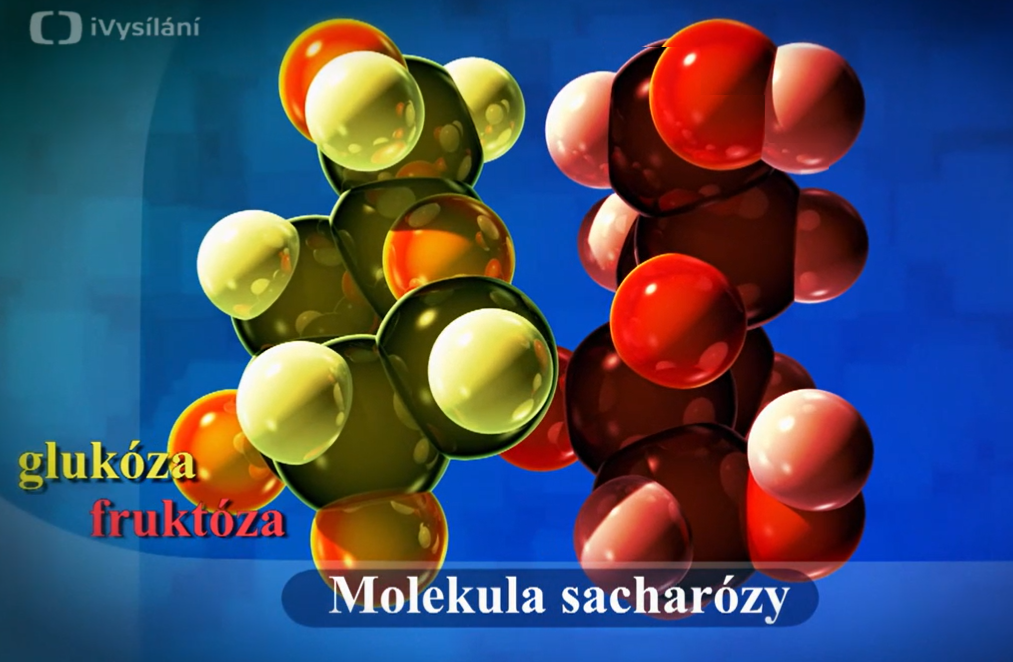 iVysílání
glukóza
fruktóza
Molekula sacharózy